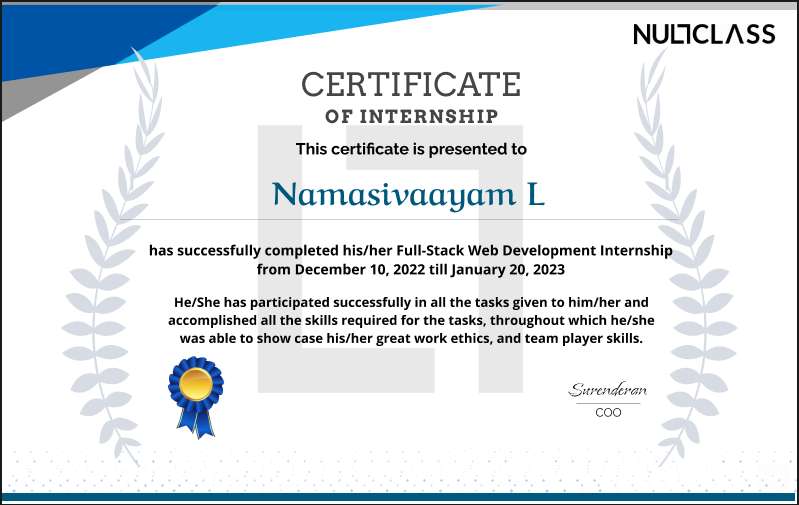 NULLCLASS
CERTIFICATE
OF INTERNSHIP
This certificate is presented to
Namasivaayam L
has successfully completed his/her Full-Stack Web Development Internship
from December 10, 2022 till January 20, 2023
He/She has participated successfully in all the tasks given to him/her and
accomplished all the skills required for the tasks, throughout which he/she
was able to show case his/her great work ethics, and team player skills.
Surenderan
COO